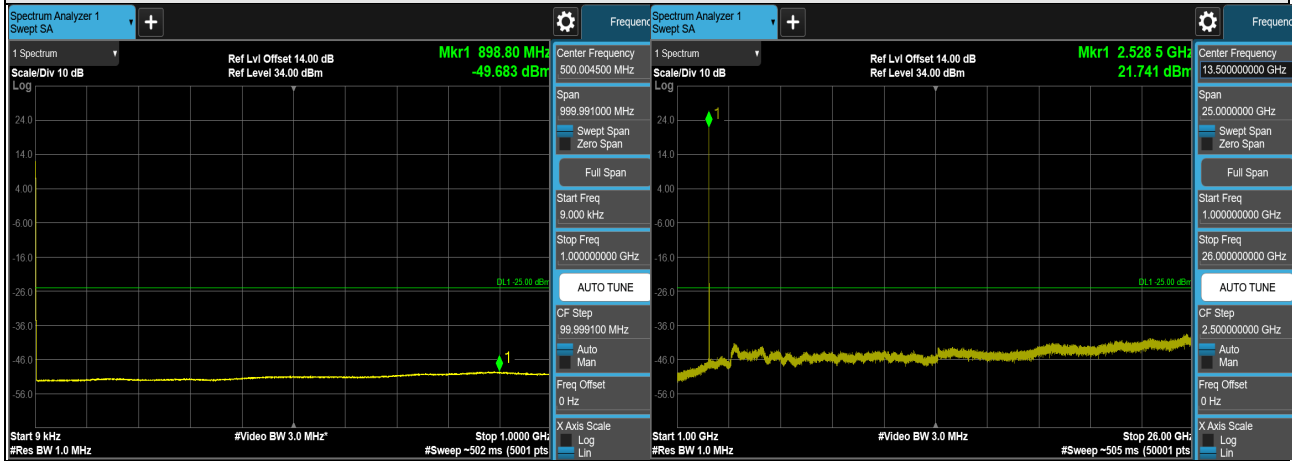 Spectrum Analyzer 1
Swept SA
+
Frequenc
1 Spectrum
Scale/Div 10 dB
Log
Ref Lvl Offset 14.00 dB
Ref Level 34.00 dBm
Mkr1 898.80 MHz
-49.683 dBm
24.0
14.0
4.00
-6.00
-16.0
-26.0
-36.0
-46.0
-56.0
DL1 -25.00 dBm
1
Start 9 kHz
#Res BW 1.0 MHz
#Video BW 3.0 MHz*
Stop 1.0000 GHz
#Sweep ~502 ms (5001 pts
Center Frequency
500.004500 MHz
Span
999.991000 MHz
Swept Span
Zero Span
Full Span
Start Freq
9.000 kHz
Stop Freq
1.000000000 GHz
AUTO TUNE
CF Step
99.999100 MHz
Auto
Man
Freq Offset
0 Hz
X Axis Scale
Log
Lin
Spectrum Analyzer 1
Swept SA
+
Frequenc
1 Spectrum
Scale/Div 10 dB
Log
Ref Lvl Offset 14.00 dB
Ref Level 34.00 dBm
Mkr1 2.528 5 GHz
21.741 dBm
1
24.0
14.0
4.00
-6.00
-16.0
-26.0
-36.0
-46.0
-56.0
DL1 -25.00 dBm
Start 1.00 GHz
#Res BW 1.0 MHz
#Video BW 3.0 MHz
Stop 26.00 GHz
#Sweep ~505 ms (50001 pts
Center Frequency
13.500000000 GHz
Span
25.0000000 GHz
Swept Span
Zero Span
Full Span
Start Freq
1.000000000 GHz
Stop Freq
26.000000000 GHz
AUTO TUNE
CF Step
2.500000000 GHz
Auto
Man
Freq Offset
0 Hz
X Axis Scale
Log
Lin